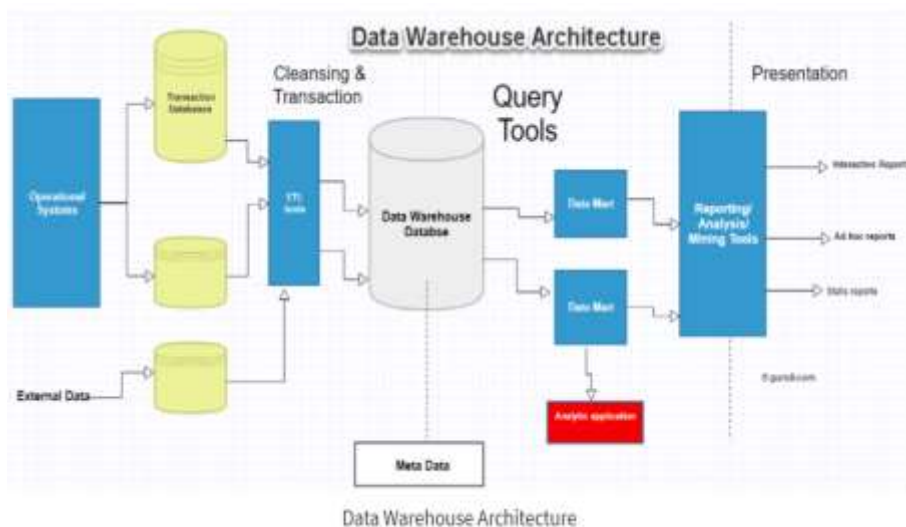 Data Warehouse Architecture
Cleansing &
Transaction
Presentation
Query
Tools
Transaction
Databases
Operational
Systems
tools
Data Warehouse
Databse
Data Mart
Data Mart
Reporting/
Analysis/
Mining Tools
Interactive Report
Ad hoc reports
Static reports
External Data
Analytic application
Meta Data
Data Warehouse Architecture